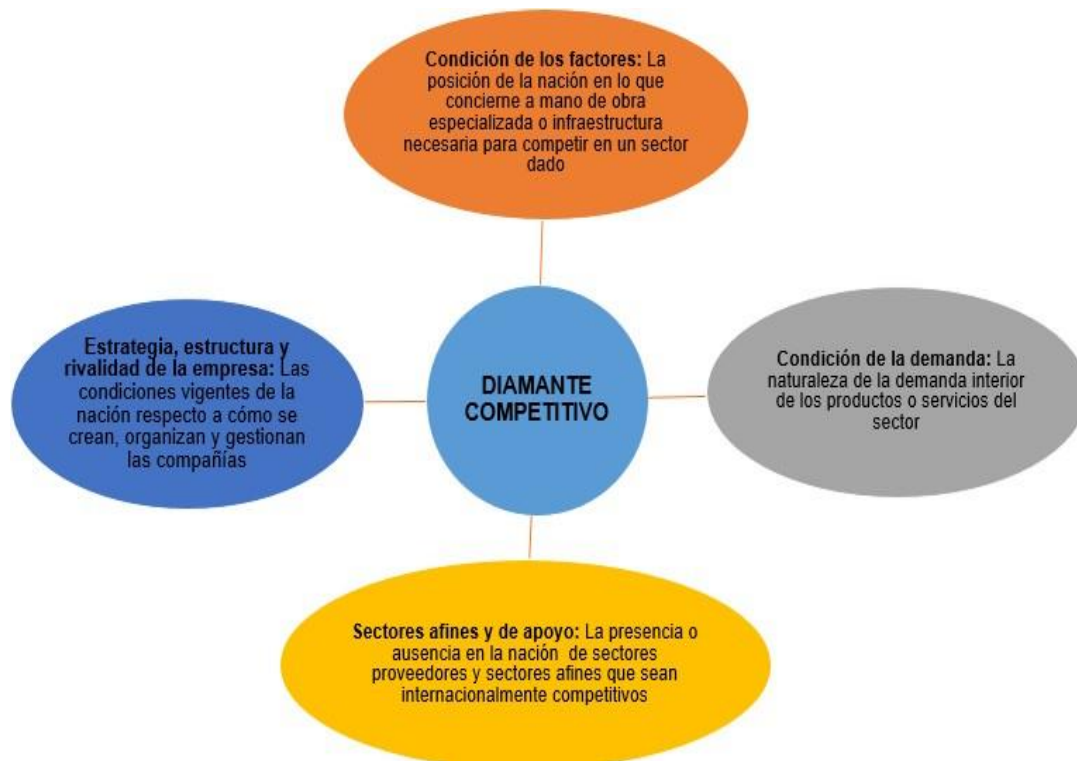 Condición de los factores: La
posición de la nación en lo que
concierne a mano de obra
especializada o infraestructura
necesaria para competir en un sector
dado
Estrategia, estructura y
rivalidad de la empresa: Las
condiciones vigentes de la
nación respecto a cómo se
crean, organizan y gestionan
las compañías
DIAMANTE
COMPETITIVO
Condición de la demanda: La
naturaleza de la demanda interior
de los productos o servicios del
sector
Sectores afines y de apoyo: La presencia o
ausencia en la nación de sectores
proveedores y sectores afines que sean
internacionalmente competitivos